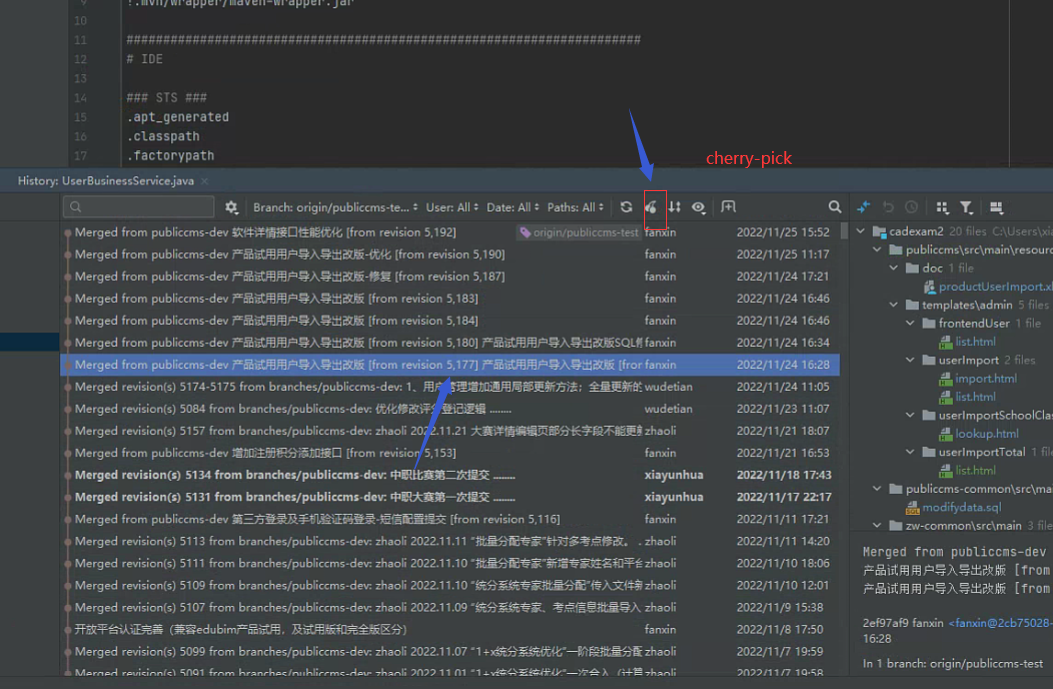 9 !.mvn/wrapper/maven-wrapper.jar
10
11 ######################################################################
12 # IDE
13
14 ### STS ###
15 .apt_generated
16 .classpath
17 .factorypath
cherry-pick
History: UserBusinessService.java ×
Branch: origin/publiccms-te... User: All Date: All Paths: All
Merged from publiccms-dev 软件详情接口性能优化 [from revision 5,192] origin/publiccms-test fanxin 2022/11/25 15:52
Merged from publiccms-dev 产品试用用户导入导出改版-优化 [from revision 5,190] fanxin 2022/11/25 11:17
Merged from publiccms-dev 产品试用用户导入导出改版-修复 [from revision 5,187] fanxin 2022/11/24 17:21
Merged from publiccms-dev 产品试用用户导入导出改版 [from revision 5,183] fanxin 2022/11/24 16:46
Merged from publiccms-dev 产品试用用户导入导出改版 [from revision 5,184] fanxin 2022/11/24 16:46
Merged from publiccms-dev 产品试用用户导入导出改版 [from revision 5,180] 产品试用用户导入导出改版SQL fanxin 2022/11/24 16:34
Merged from publiccms-dev 产品试用用户导入导出改版 [from revision 5,177] 产品试用用户导入导出改版 [fror fanxin 2022/11/24 16:28
Merged revision(s) 5174-5175 from branches/publiccms-dev: 1、用户管理增加通用局部更新方法；全量更新的 wudetian 2022/11/24 11:05
Merged revision(s) 5084 from branches/publiccms-dev: 优化修改评分登记逻辑 ........ wudetian 2022/11/23 11:07
Merged revision(s) 5157 from branches/publiccms-dev: zhaoli 2022.11.21 大赛详情编辑页部分长字段不能更新 zhaoli 2022/11/21 18:07
Merged from publiccms-dev 增加注册积分添加接口 [from revision 5,153] fanxin 2022/11/21 16:53
Merged revision(s) 5134 from branches/publiccms-dev: 中职比赛第二次提交 ........ xiayunhua 2022/11/18 17:43
Merged revision(s) 5131 from branches/publiccms-dev: 中职大赛第一次提交 ........ xiayunhua 2022/11/17 22:17
Merged from publiccms-dev 第三方登录及手机验证码登录-短信配置提交 [from revision 5,116] fanxin 2022/11/11 17:21
Merged revision(s) 5113 from branches/publiccms-dev: zhaoli 2022.11.11 “批量分配专家”针对多考点修改。 . zhaoli 2022/11/11 14:20
Merged revision(s) 5111 from branches/publiccms-dev: zhaoli 2022.11.10 “批量分配专家”新增专家姓名和平台 zhaoli 2022/11/10 18:06
Merged revision(s) 5109 from branches/publiccms-dev: zhaoli 2022.11.10 “统分系统专家批量分配”传入文件新 zhaoli 2022/11/10 12:01
Merged revision(s) 5107 from branches/publiccms-dev: zhaoli 2022.11.09 “统分系统专家、考点信息批量导入 zhaoli 2022/11/9 15:38
开放平台认证完善（兼容edubim产品试用，及试用版和完全版区分） fanxin 2022/11/8 17:50
Merged revision(s) 5099 from branches/publiccms-dev: zhaoli 2022.11.07 “1+x统分系统优化”一阶段批量分配 zhaoli 2022/11/7 19:59
Merged revision(s) 5091 from branches/publiccms-dev: zhaoli 2022.11.01 “1+x统分系统优化”一次合入（计算 zhaoli 2022/11/7 19:58
cadexam2 20 files C:\Users\xia
publiccms\src\main\resourc
doc 1 file
productUserImport.xl
templates\admin 5 files
frontendUser 1 file
list.html
userImport 2 files
import.html
list.html
userImportSchoolClas
lookup.html
userImportTotal 1 file
list.html
publiccms-common\src\ma
modifydata.sql
zw-common\src\main 3 files
Merged from publiccms-dev
产品试用用户导入导出改版 [from
产品试用用户导入导出改版 [from
2ef97af9 fanxin <fanxin@2cb75028-
16:28
In 1 branch: origin/publiccms-test